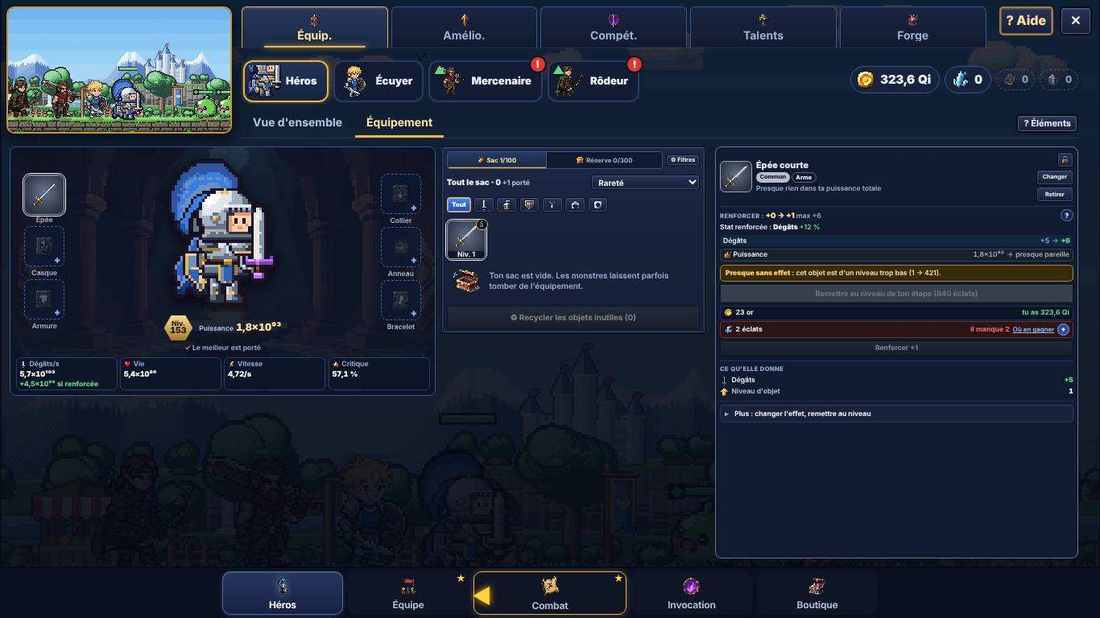 Équip.
Amélio.
Compét.
Talents
Forge
? Aide
✕
Héros
Écuyer
Mercenaire
!
Rôdeur
!
323,6 Qi
0
0
0
Vue d'ensemble
Équipement
? Éléments
Épée
Casque
Armure
Collier
Anneau
Bracelet
Niv. 153
Puissance 1,8×10⁹³
✓ Le meilleur est porté
Dégâts/s
+4,5×10⁹⁹ si renforcée
Vie
Vitesse
4,72/s
Critique
57,1 %
Sac 1/100
Réserve 0/300
Filtres
Tout le sac · 0 +1 porté
Rareté
Tout
Niv. 1
Ton sac est vide. Les monstres laissent parfois
tomber de l'équipement.
Recycler les objets inutiles (0)
Épée courte
Commun
Arme
Presque rien dans ta puissance totale
Changer
Retirer
RENFORCER : +0 → +1 max +6
?
Stat renforcée : Dégâts +12 %
Dégâts
+5 → +6
Puissance
→ presque pareille
Presque sans effet : cet objet est d'un niveau trop bas (1 → 421).
Remettre au niveau de ton étape (840 éclats)
23 or
tu as 323,6 Qi
2 éclats
Il manque 2
Où en gagner
+
Renforcer +1
CE QU'ELLE DONNE
Dégâts
+5
Niveau d'objet
1
▸ Plus : changer l'effet, remettre au niveau
Héros
Équipe
Combat
Invocation
Boutique